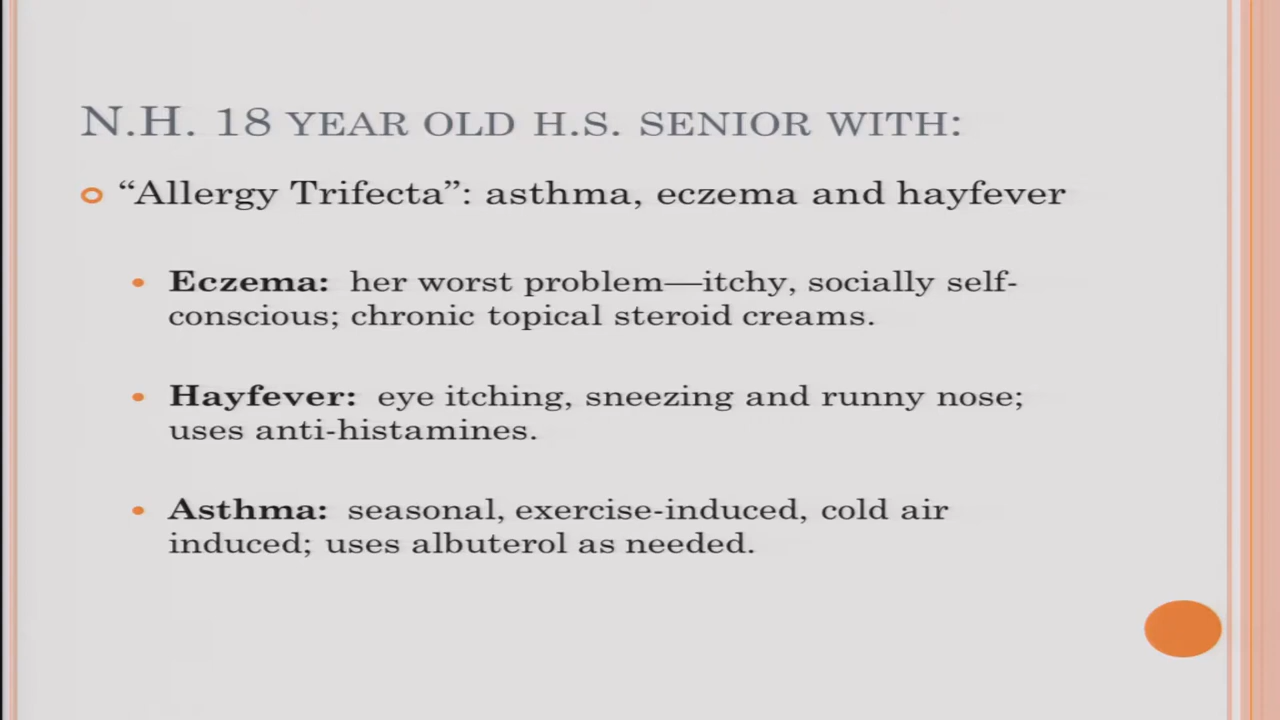 N.H. 18 YEAR OLD H.S. SENIOR WITH:
“Allergy Trifecta”: asthma, eczema and hayfever
Eczema: her worst problem—itchy, socially self-
conscious; chronic topical steroid creams.
Hayfever: eye itching, sneezing and runny nose;
uses anti-histamines.
Asthma: seasonal, exercise-induced, cold air
induced; uses albuterol as needed.